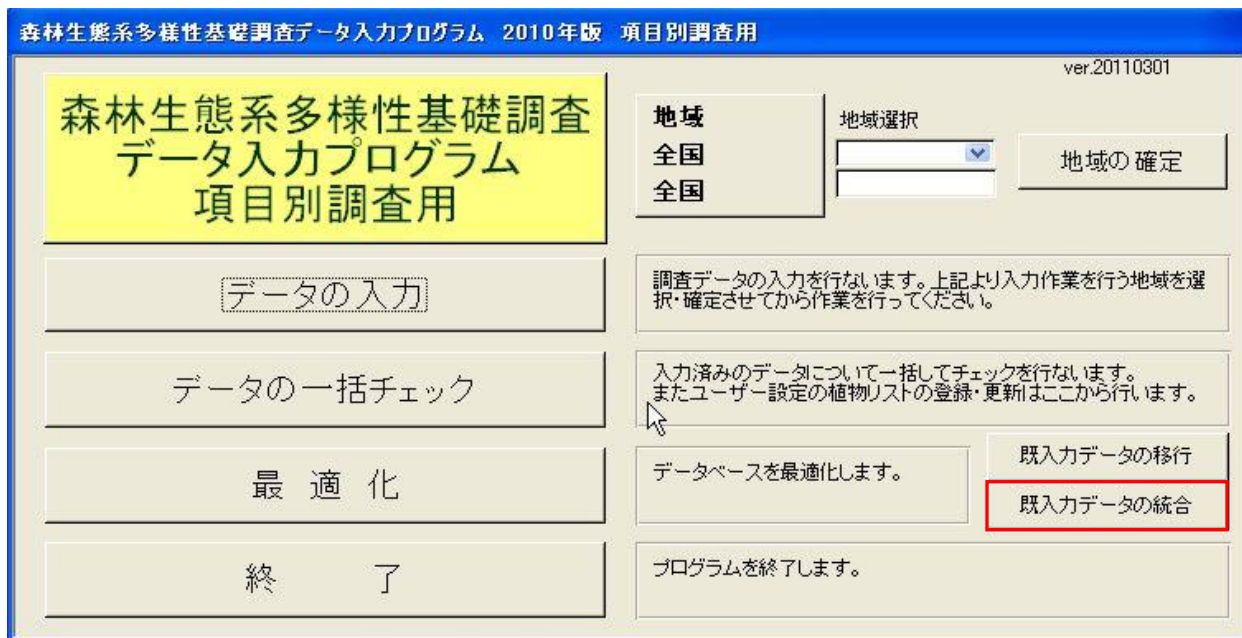 森林生態系多様性基礎調査データ入力プログラム 2010年版 項目別調査用
ver.20110301
森林生態系多様性基礎調査
データ入力プログラム
項目別調査用
地域
全国
全国
地域選択
地域の確定
データの入力
調査データの入力を行ないます。上記より入力作業を行う地域を選
択・確定させてから作業を行ってください。
データの一括チェック
入力済みのデータについて一括してチェックを行ないます。
またユーザー設定の植物リストの登録・更新はここから行います。
最 適 化
データベースを最適化します。
既入力データの移行
既入力データの統合
終 了
プログラムを終了します。